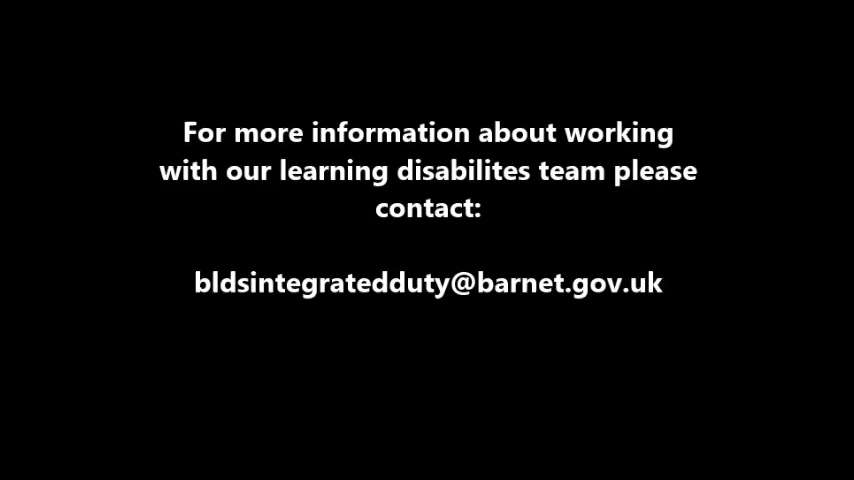 For more information about working
with our learning disabilites team please
contact:
bldsintegratedduty@barnet.gov.uk